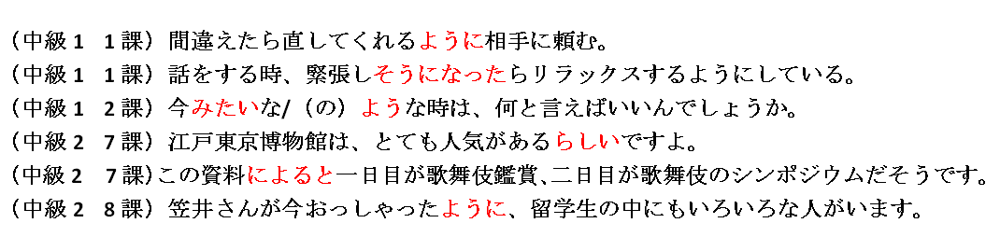 （中級１　１課）間違えたら直してくれるように相手に頼む。
（中級１　１課）話をする時、緊張しそうになったらリラックスするようにしている。
（中級１　２課）今みたいな/（の）ような時は、何と言えばいいんでしょうか。
（中級２　７課）江戸東京博物館は、とても人気があるらしいですよ。
（中級２　７課）この資料によると一日目が歌舞伎鑑賞、二日目が歌舞伎のシンポジウムだそうです。
（中級２　８課）笠井さんが今おっしゃったように、留学生の中にもいろいろな人がいます。